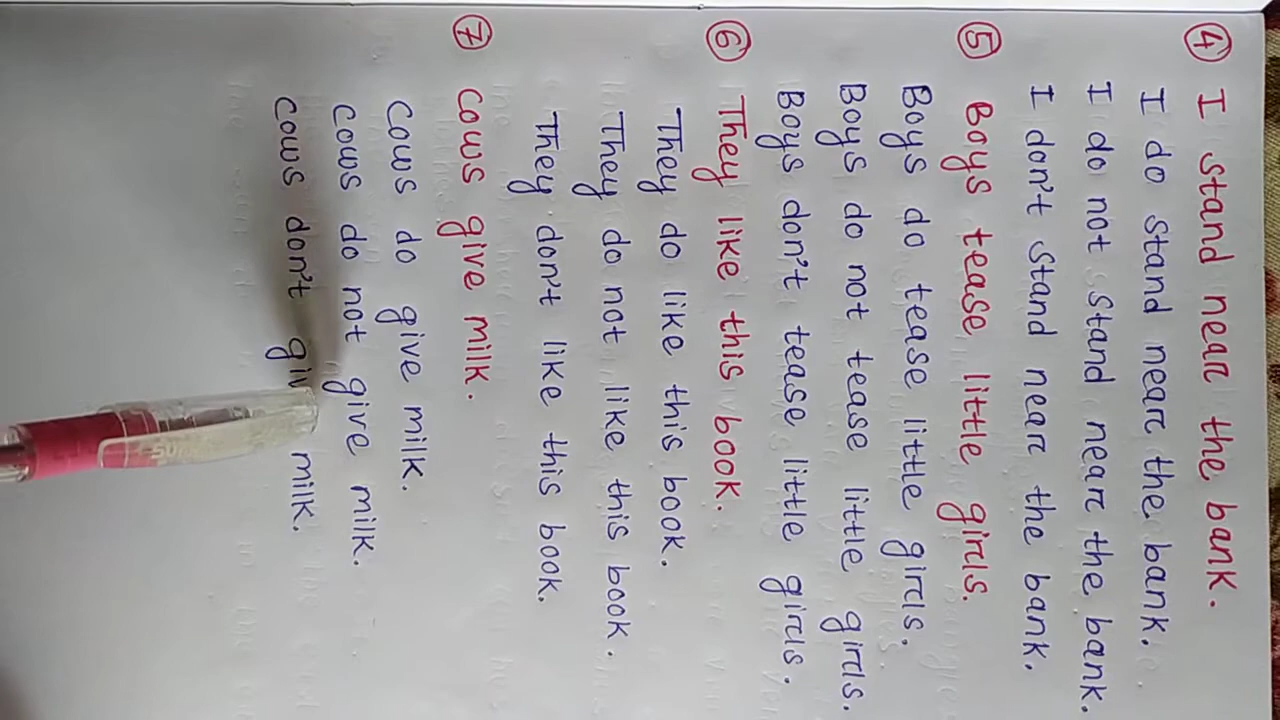 ④ I stand near the bank.
I do stand near the bank.
I do not stand near the bank.
I don't stand near the bank.
⑤ Boys tease little girls.
Boys do tease little girls.
Boys do not tease little girls.
Boys don't tease little girls.
⑥ They like this book.
They do like this book.
They do not like this book.
They don't like this book.
⑦ Cows give milk.
Cows do give milk.
Cows do not give milk.
Cows don't giv milk.